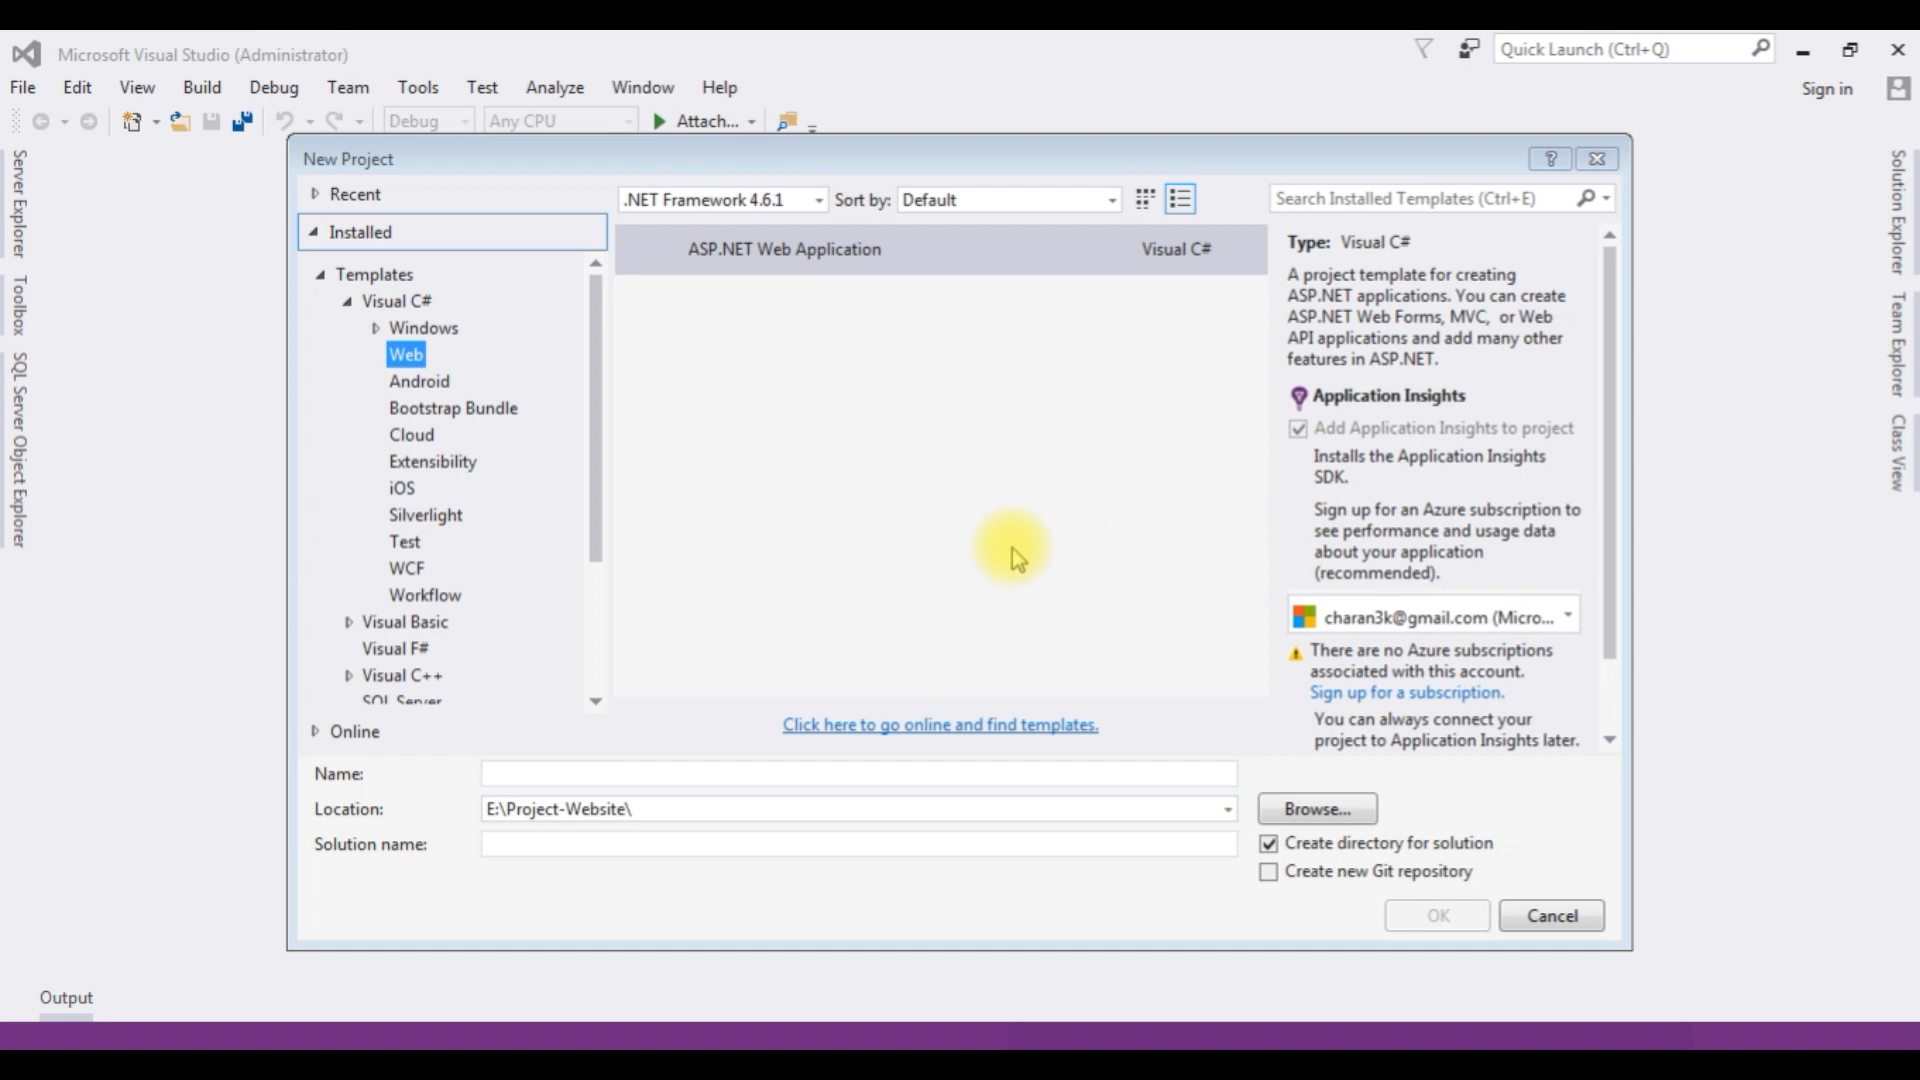 Microsoft Visual Studio (Administrator)
Quick Launch (Ctrl+Q)
File Edit View Build Debug Team Tools Test Analyze Window Help
Sign in
Debug Any CPU Attach...
Server Explorer
Toolbox
SQL Server Object Explorer
New Project
?
Recent
Installed
.NET Framework 4.6.1 Sort by: Default
Search Installed Templates (Ctrl+E)
Templates
Visual C#
Windows
Web
Android
Bootstrap Bundle
Cloud
Extensibility
iOS
Silverlight
Test
WCF
Workflow
Visual Basic
Visual F#
Visual C++
SQL Server
Online
ASP.NET Web Application Visual C#
Click here to go online and find templates.
Type: Visual C#
A project template for creating
ASP.NET applications. You can create
ASP.NET Web Forms, MVC, or Web
API applications and add many other
features in ASP.NET.
Application Insights
Add Application Insights to project
Installs the Application Insights
SDK.
Sign up for an Azure subscription to
see performance and usage data
about your application
(recommended).
charan3k@gmail.com (Micro...
There are no Azure subscriptions
associated with this account.
Sign up for a subscription.
You can always connect your
project to Application Insights later.
Name:
Location: E:\Project-Website\ Browse...
Solution name:
Create directory for solution
Create new Git repository
OK Cancel
Solution Explorer
Team Explorer
Class View
Output